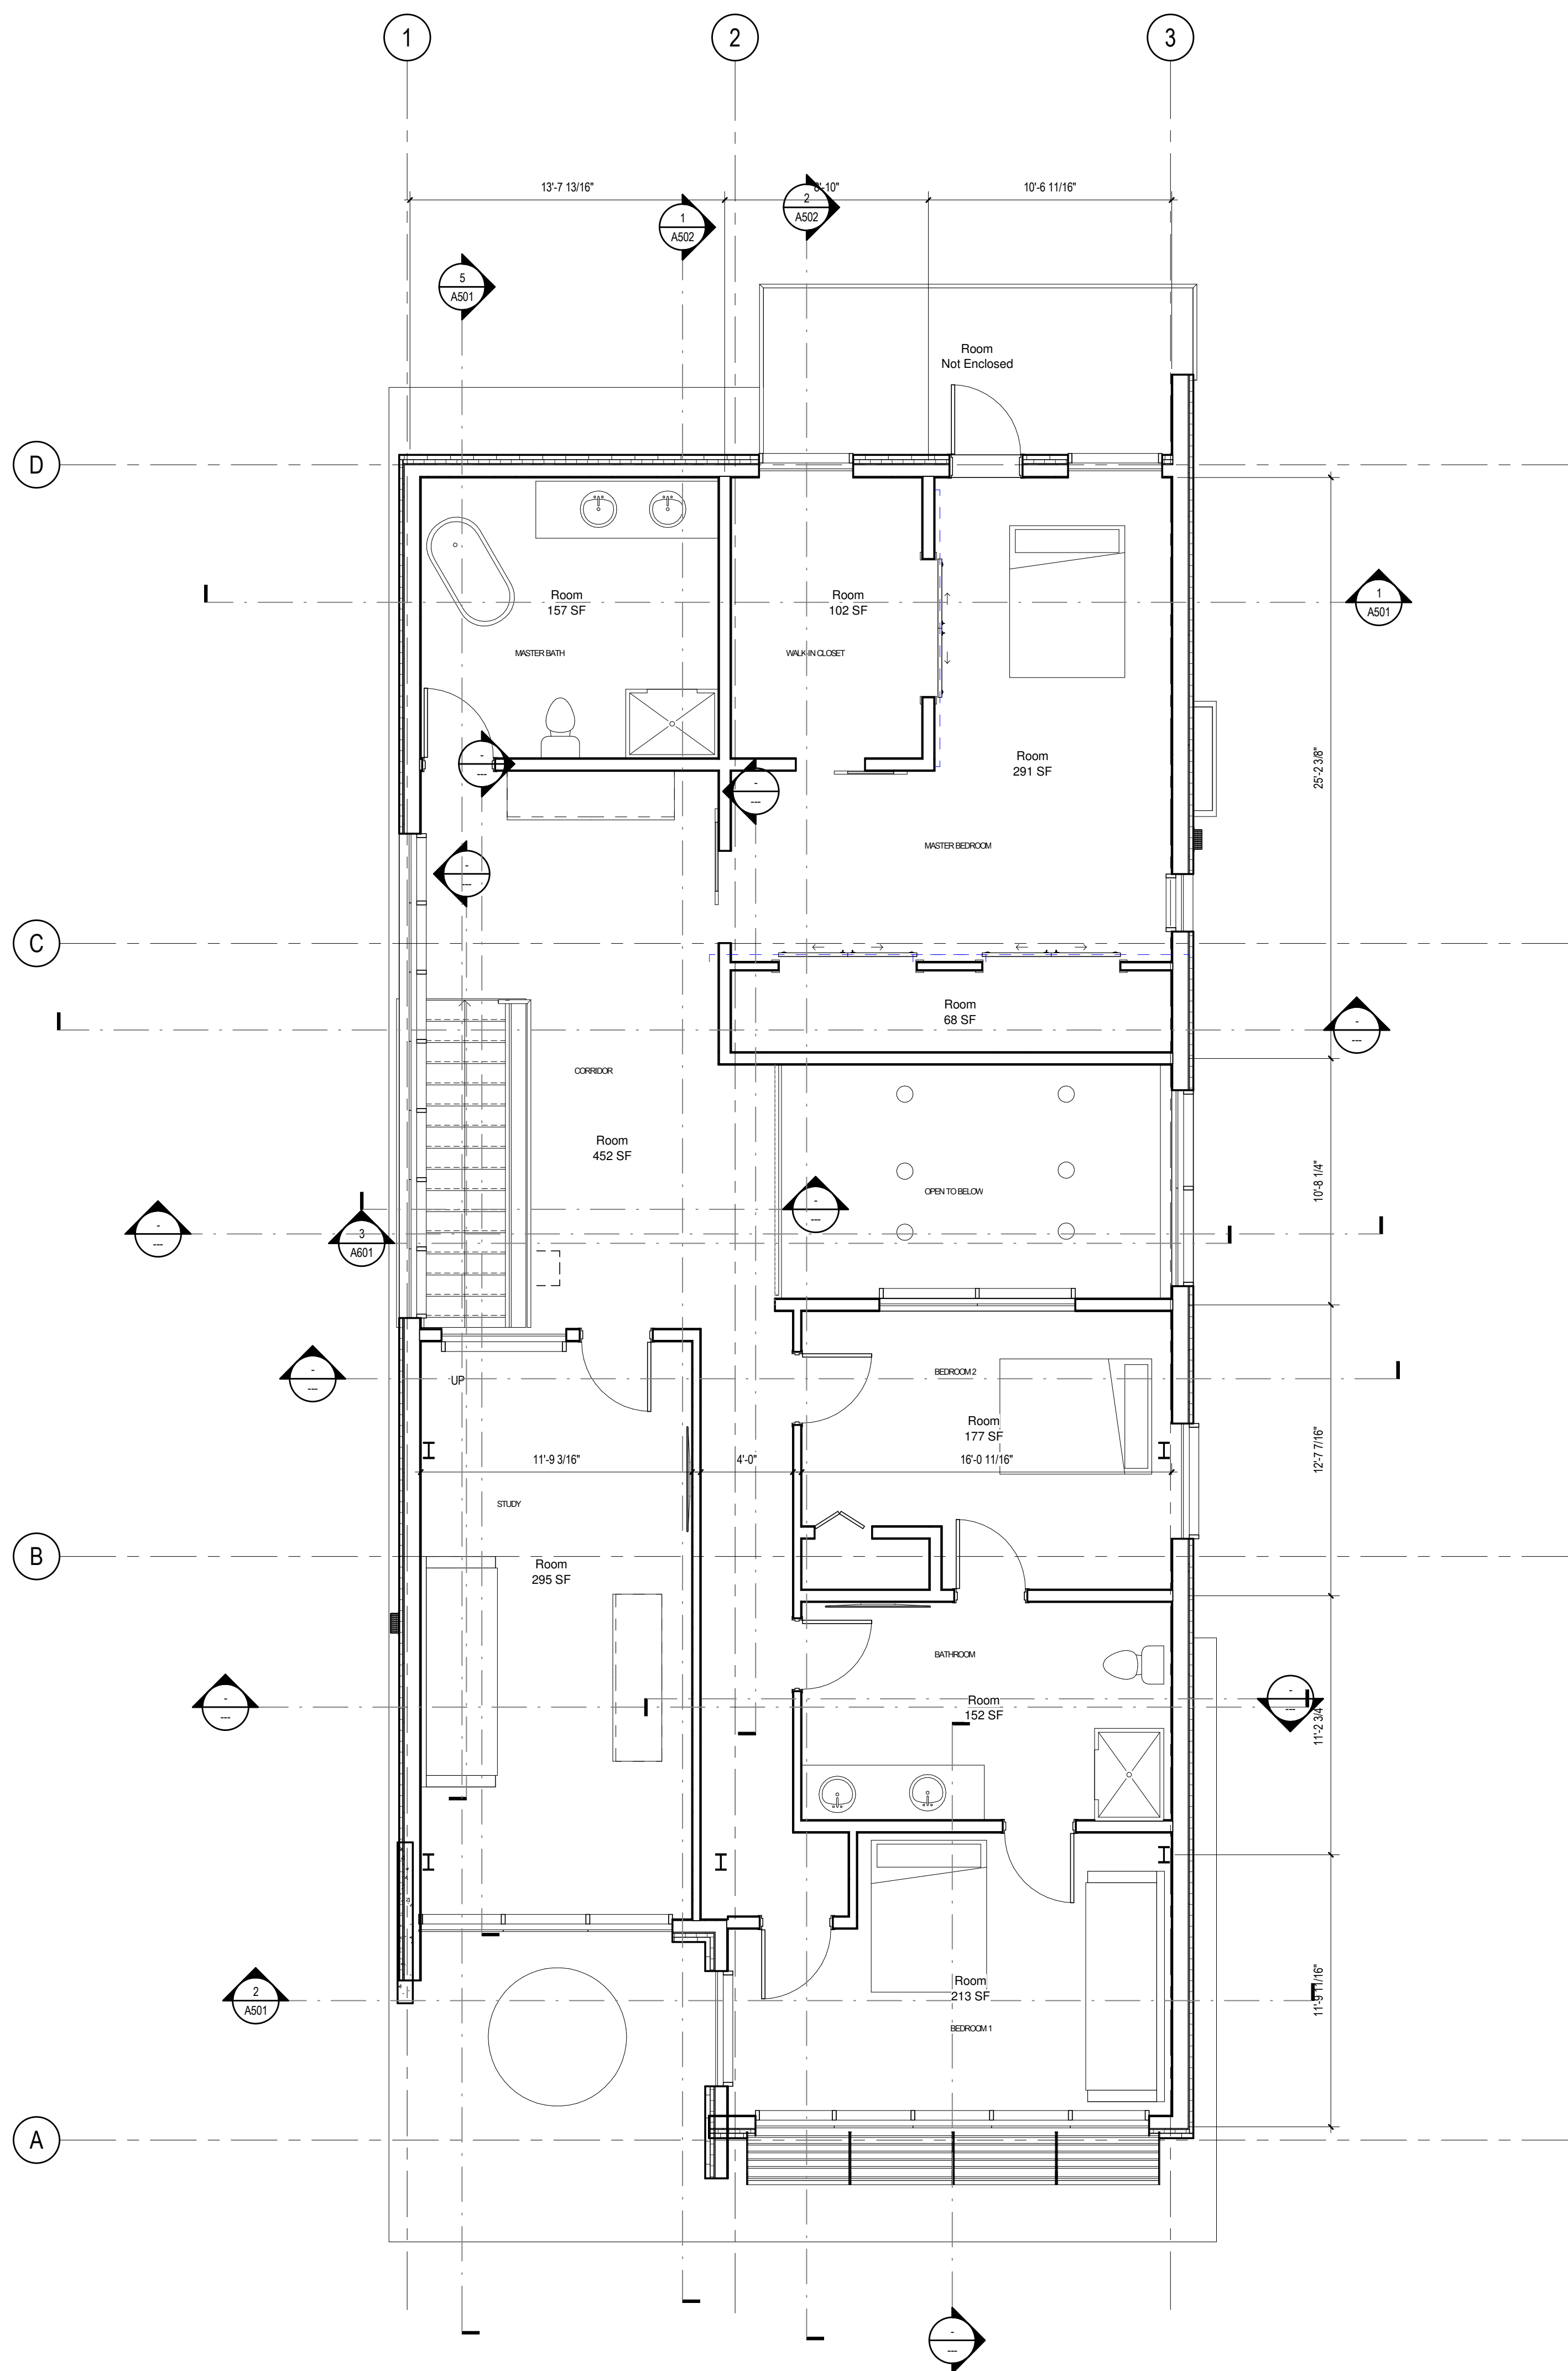 1
2
3
13'-7 13/16"
8'-10"
10'-6 11/16"
2
A502
1
A502
5
A501
Room
Not Enclosed
D
Room
157 SF
MASTER BATH
Room
102 SF
WALK-IN CLOSET
1
A501
Room
291 SF
25'-2 3/8"
-
---
-
---
MASTER BEDROOM
-
---
C
Room
68 SF
-
---
CORRIDOR
Room
452 SF
OPEN TO BELOW
10'-8 1/4"
-
---
-
---
3
A601
-
---
UP
BEDROOM 2
Room
177 SF
12'-7 7/16"
11'-9 3/16"
4'-0"
16'-0 11/16"
STUDY
B
Room
295 SF
BATHROOM
Room
152 SF
-
---
-
---
11'-2 3/4"
Room
213 SF
BEDROOM 1
2
A501
11'-9 11/16"
A
-
---